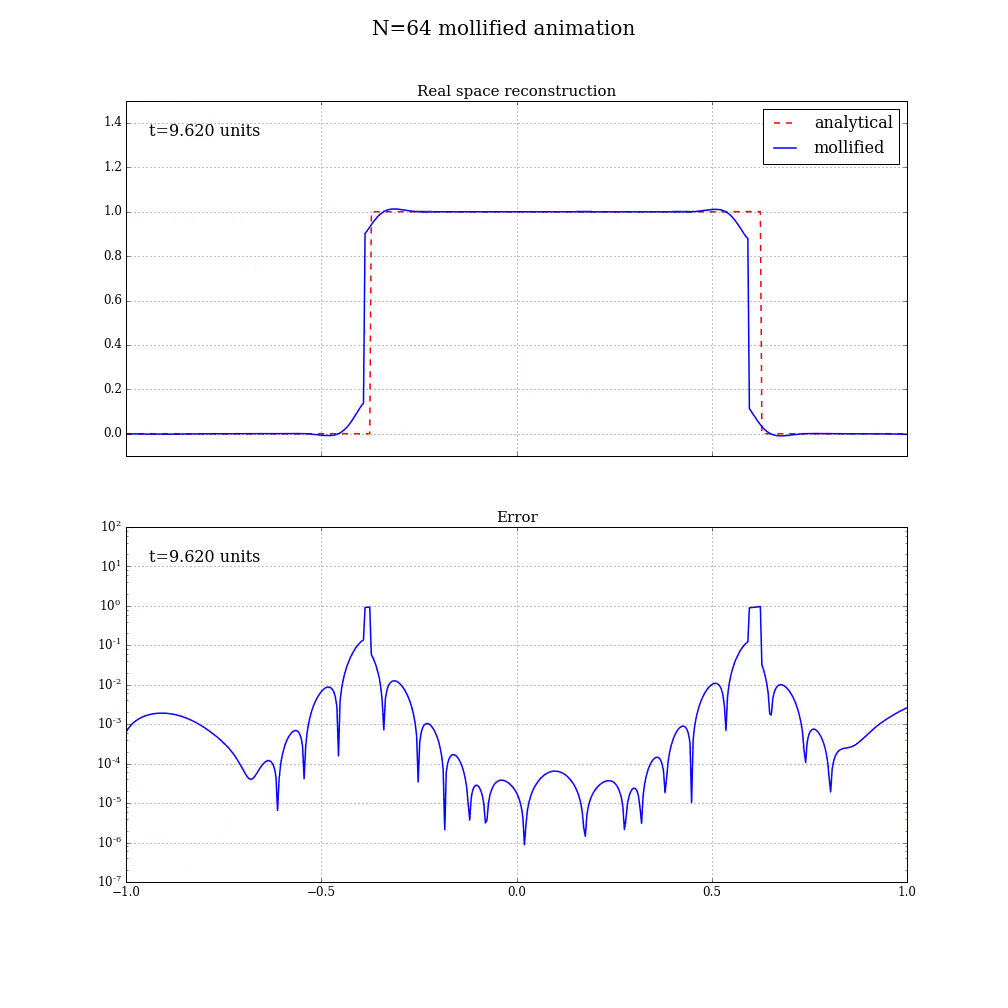 N=64 mollified animation
Real space reconstruction
t=9.620 units
analytical
mollified
1.4
1.2
1.0
0.8
0.6
0.4
0.2
0.0
Error
t=9.620 units
10²
10¹
10⁰
10⁻¹
10⁻²
10⁻³
10⁻⁴
10⁻⁵
10⁻⁶
10⁻⁷
−1.0 −0.5 0.0 0.5 1.0